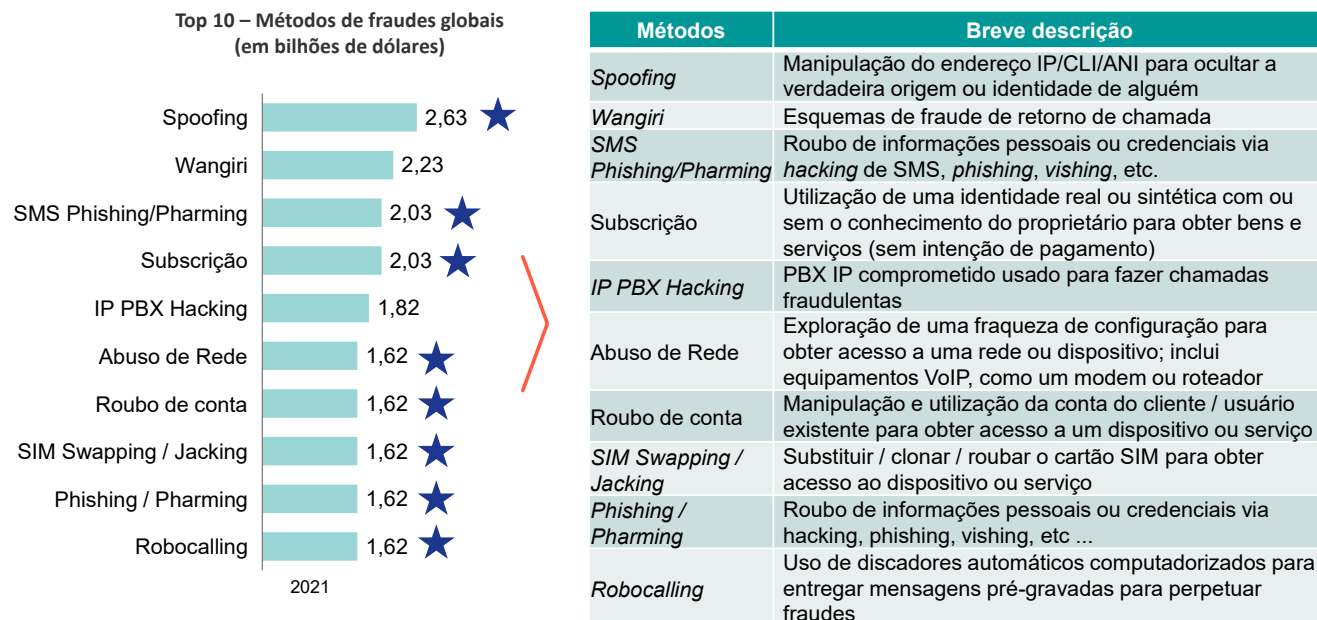 Top 10 – Métodos de fraudes globais
(em bilhões de dólares)
Spoofing 2,63
Wangiri 2,23
SMS Phishing/Pharming 2,03
Subscrição 2,03
IP PBX Hacking 1,82
Abuso de Rede 1,62
Roubo de conta 1,62
SIM Swapping / Jacking 1,62
Phishing / Pharming 1,62
Robocalling 1,62
2021
Métodos Breve descrição
Spoofing
Manipulação do endereço IP/CLI/ANI para ocultar a
verdadeira origem ou identidade de alguém
Wangiri
Esquemas de fraude de retorno de chamada
SMS
Phishing/Pharming
Roubo de informações pessoais ou credenciais via
hacking de SMS, phishing, vishing, etc.
Subscrição
Utilização de uma identidade real ou sintética com ou
sem o conhecimento do proprietário para obter bens e
serviços (sem intenção de pagamento)
IP PBX Hacking
PBX IP comprometido usado para fazer chamadas
fraudulentas
Abuso de Rede
Exploração de uma fraqueza de configuração para
obter acesso a uma rede ou dispositivo; inclui
equipamentos VoIP, como um modem ou roteador
Roubo de conta
Manipulação e utilização da conta do cliente / usuário
existente para obter acesso a um dispositivo ou serviço
SIM Swapping /
Jacking
Substituir / clonar / roubar o cartão SIM para obter
acesso ao dispositivo ou serviço
Phishing /
Pharming
Roubo de informações pessoais ou credenciais via
hacking, phishing, vishing, etc ...
Robocalling
Uso de discadores automáticos computadorizados para
entregar mensagens pré-gravadas para perpetuar
fraudes